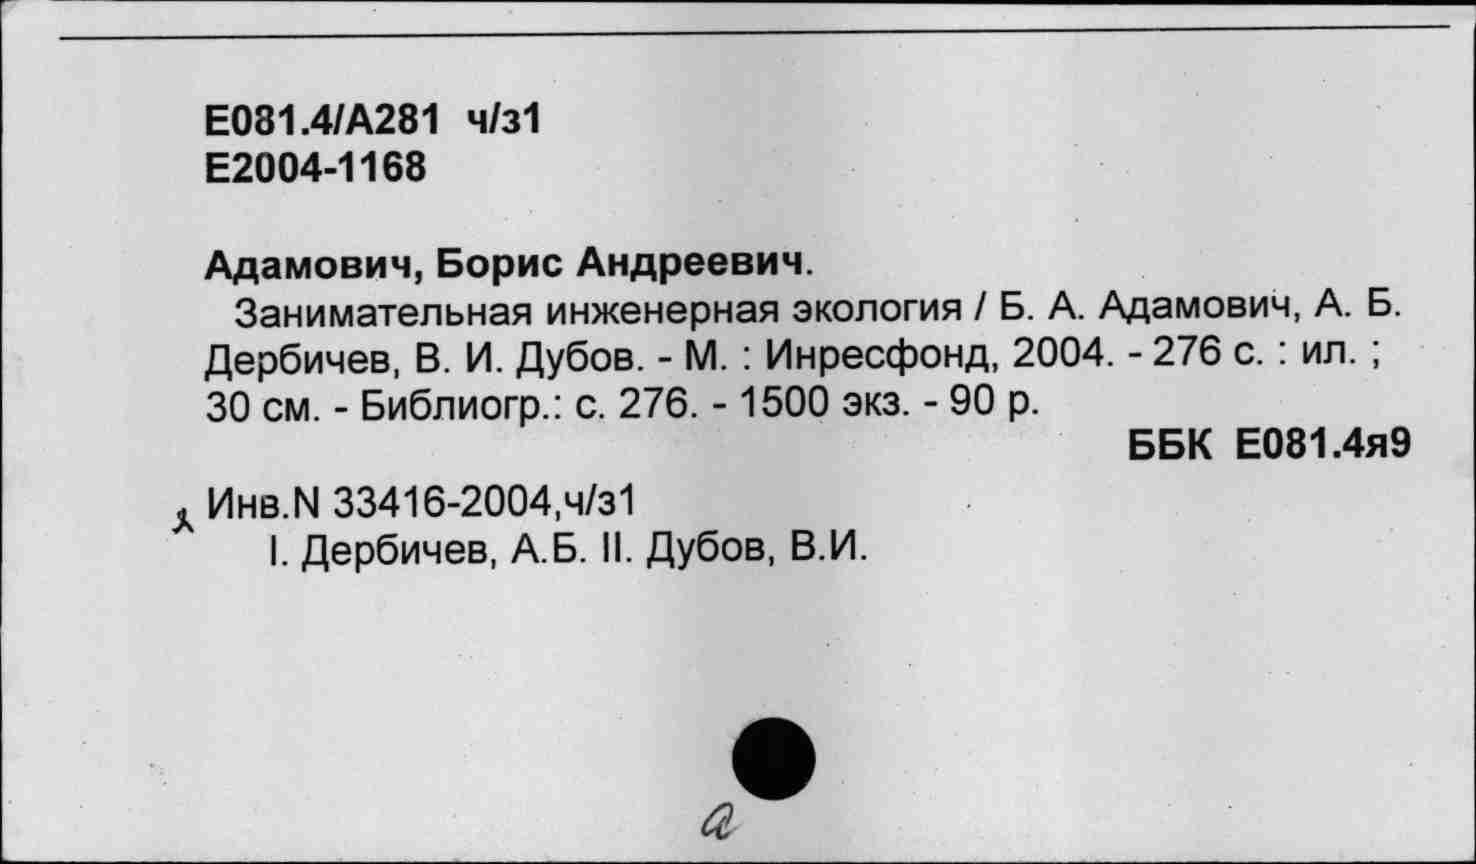 Е081.4/А281 ч/з1
Е2004-1168
Адамович, Борис Андреевич.
Занимательная инженерная экология / Б. А. Адамович, А. Б.
Дербичев, В. И. Дубов. - М. : Инресфонд, 2004. - 276 с. : ил. ;
30 см. - Библиогр.: с. 276. - 1500 экз. - 90 р.
ББК Е081.4я9
Инв.N 33416-2004,ч/з1
I. Дербичев, А.Б. II. Дубов, В.И.
а